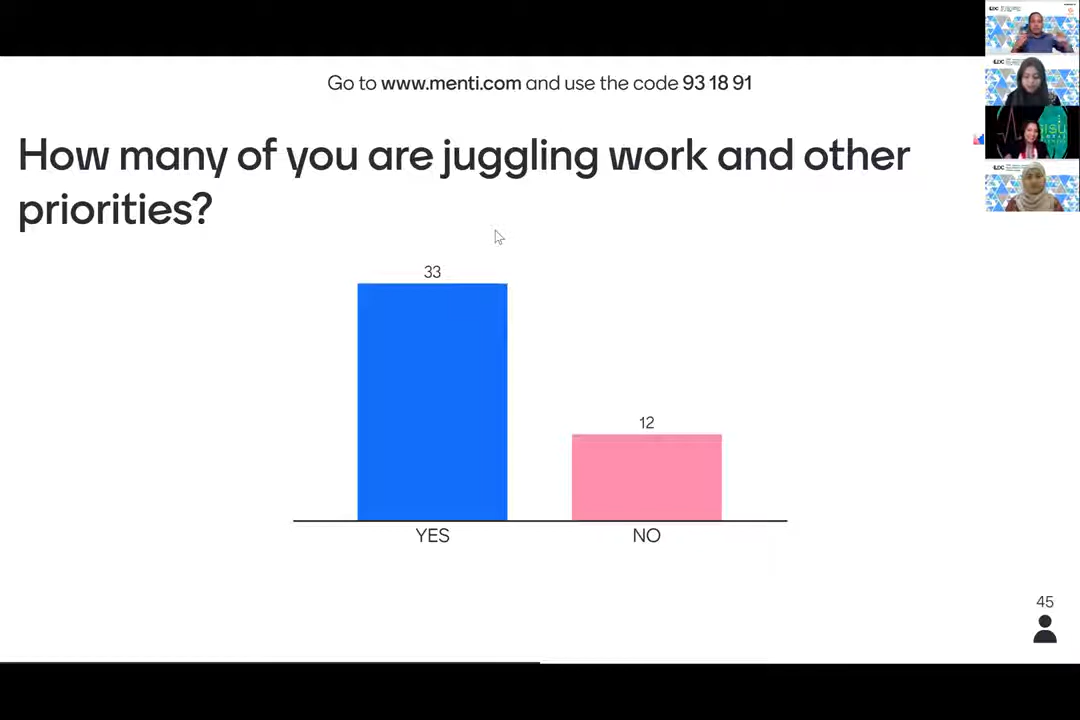 Go to www.menti.com and use the code 93 18 91
How many of you are juggling work and other
priorities?
33
12
YES
NO
45